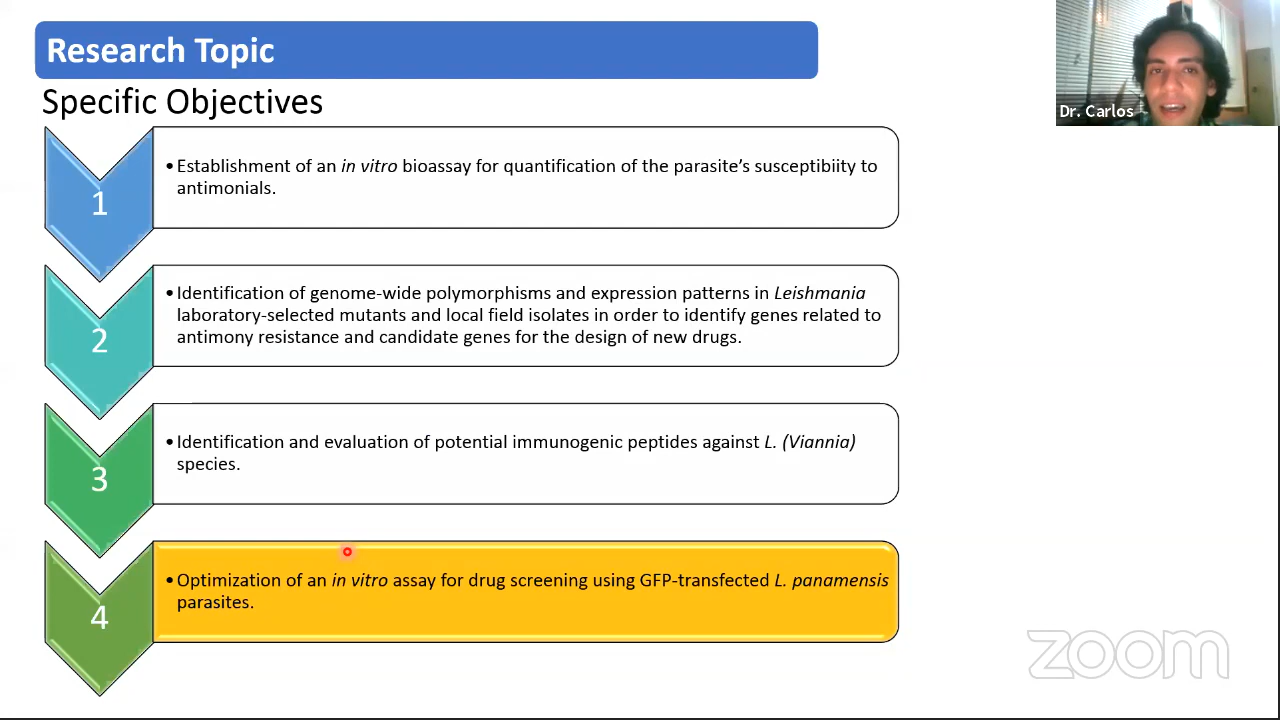 Research Topic
Specific Objectives
Dr. Carlos
1
•Establishment of an in vitro bioassay for quantification of the parasite's susceptibiity to
antimonials.
2
•Identification of genome-wide polymorphisms and expression patterns in Leishmania
laboratory-selected mutants and local field isolates in order to identify genes related to
antimony resistance and candidate genes for the design of new drugs.
3
•Identification and evaluation of potential immunogenic peptides against L. (Viannia)
species.
4
•Optimization of an in vitro assay for drug screening using GFP-transfected L. panamensis
parasites.
zoom